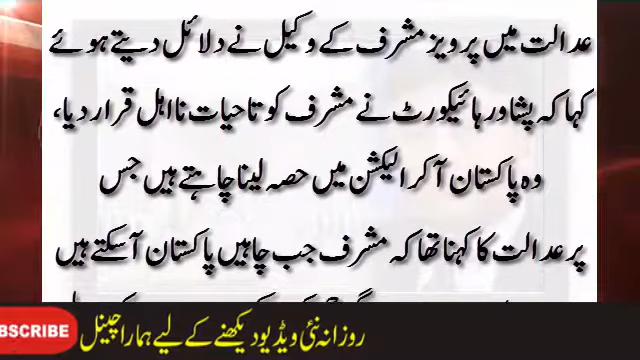 عدالت میں پرویز مشرف کے وکیل نے دلائل دیتے ہوئے
کہا کہ پشاور ہائیکورٹ نے مشرف کو تاحیات نااہل قرار دیا،
وہ پاکستان آکر الیکشن میں حصہ لینا چاہتے ہیں جس
پر عدالت کا کہنا تھا کہ مشرف جب چاہیں پاکستان آسکتے ہیں
روزانہ نئی ویڈیو دیکھنے کے لیے ہمارا چینل
SUBSCRIBE